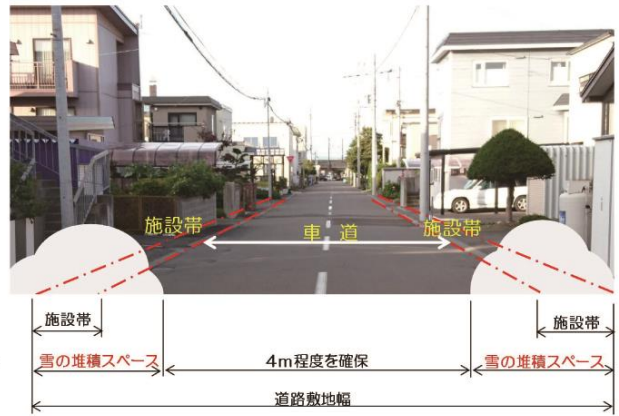 施設帯
車 道
施設帯
施設帯
施設帯
雪の堆積スペース
4m程度を確保
雪の堆積スペース
道路敷地幅